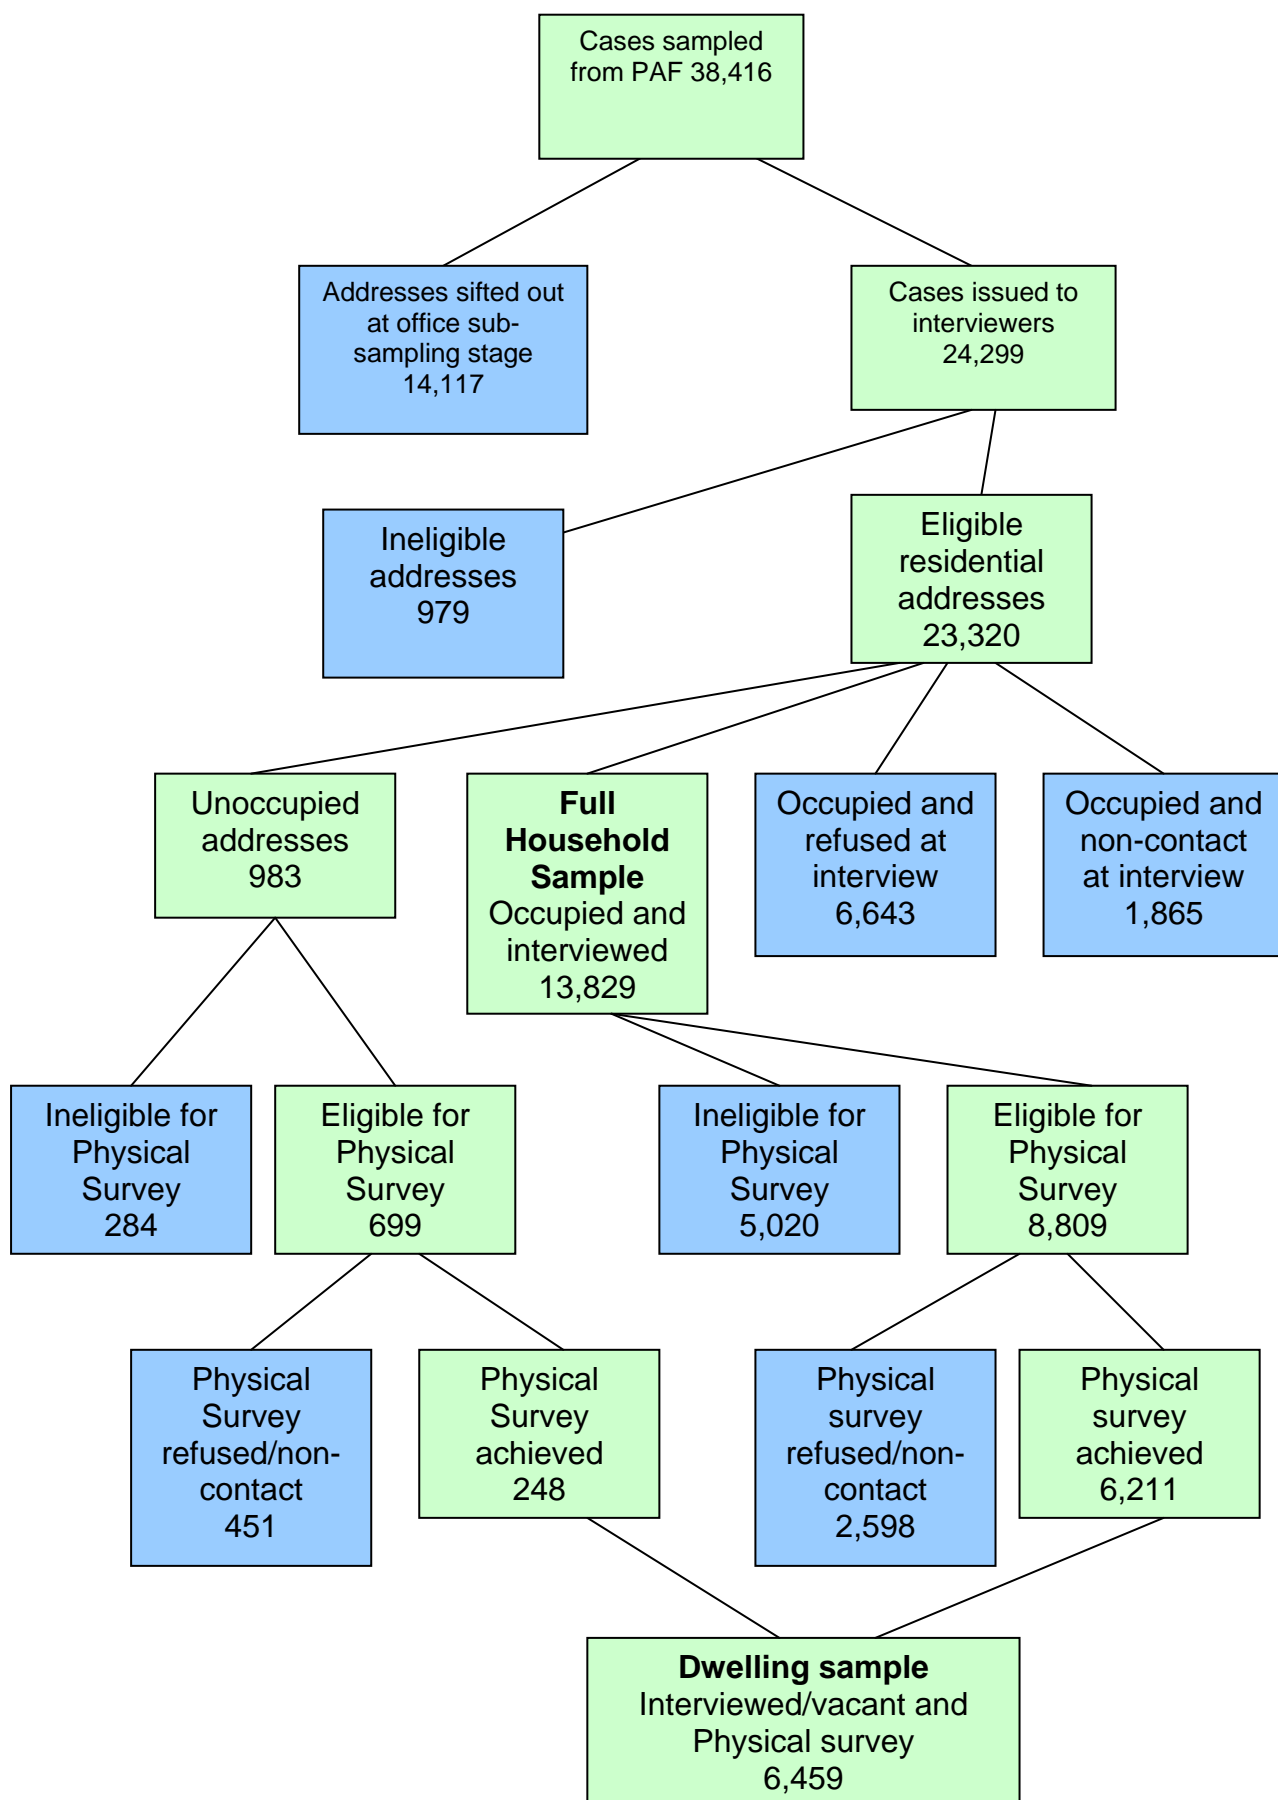 Cases sampled
from PAF 38,416
Addresses sifted out
at office sub-
sampling stage
14,117
Cases issued to
interviewers
24,299
Ineligible
addresses
979
Eligible
residential
addresses
23,320
Unoccupied
addresses
983
Full
Household
Sample
Occupied and
interviewed
13,829
Occupied and
refused at
interview
6,643
Occupied and
non-contact
at interview
1,865
Ineligible for
Physical
Survey
284
Eligible for
Physical
Survey
699
Ineligible for
Physical
Survey
5,020
Eligible for
Physical
Survey
8,809
Physical
Survey
refused/non-
contact
451
Physical
Survey
achieved
248
Physical
survey
refused/non-
contact
2,598
Physical
survey
achieved
6,211
Dwelling sample
Interviewed/vacant and
Physical survey
6,459